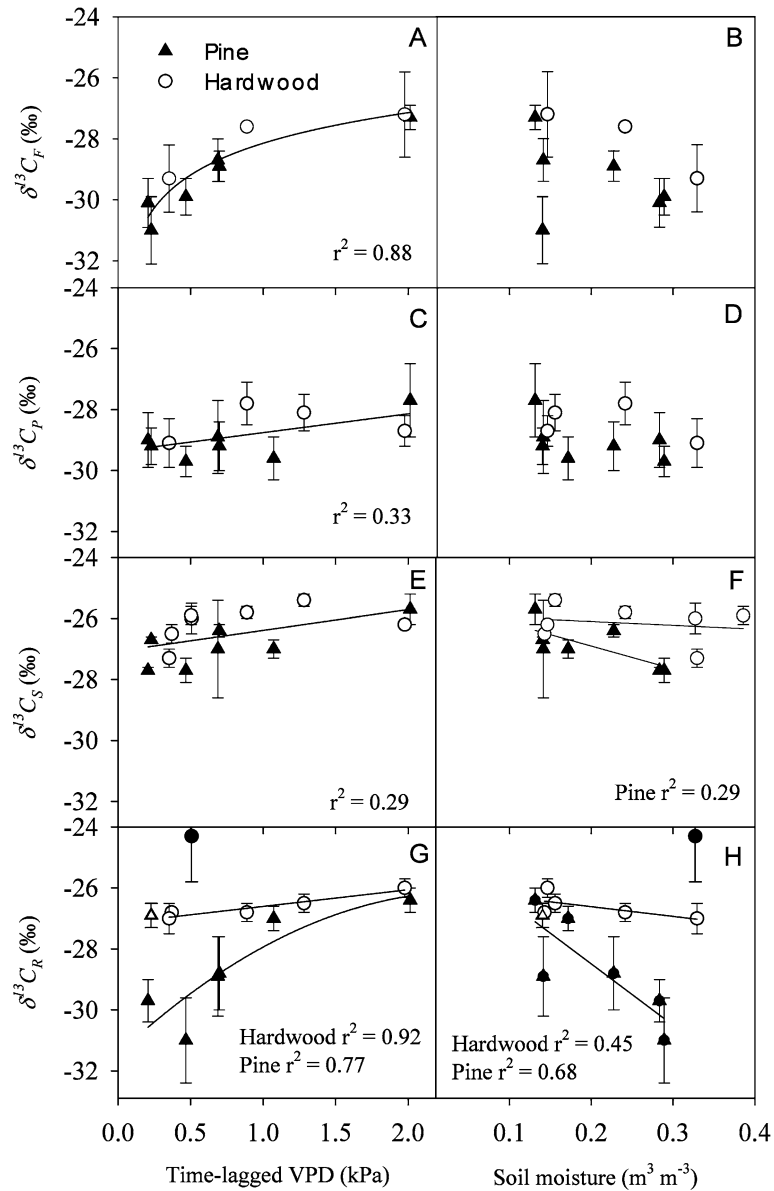 A
B
Pine
Hardwood
-24
-26
-28
-30
-32
δ¹³C_F (‰)
r² = 0.88
C
D
-24
-26
-28
-30
-32
δ¹³C_P (‰)
r² = 0.33
E
F
-24
-26
-28
-30
-32
δ¹³C_S (‰)
r² = 0.29
Pine r² = 0.29
G
H
-24
-26
-28
-30
-32
δ¹³C_R (‰)
Hardwood r² = 0.92
Pine r² = 0.77
Hardwood r² = 0.45
Pine r² = 0.68
0.0 0.5 1.0 1.5 2.0
0.1 0.2 0.3 0.4
Time-lagged VPD (kPa)
Soil moisture (m³ m⁻³)